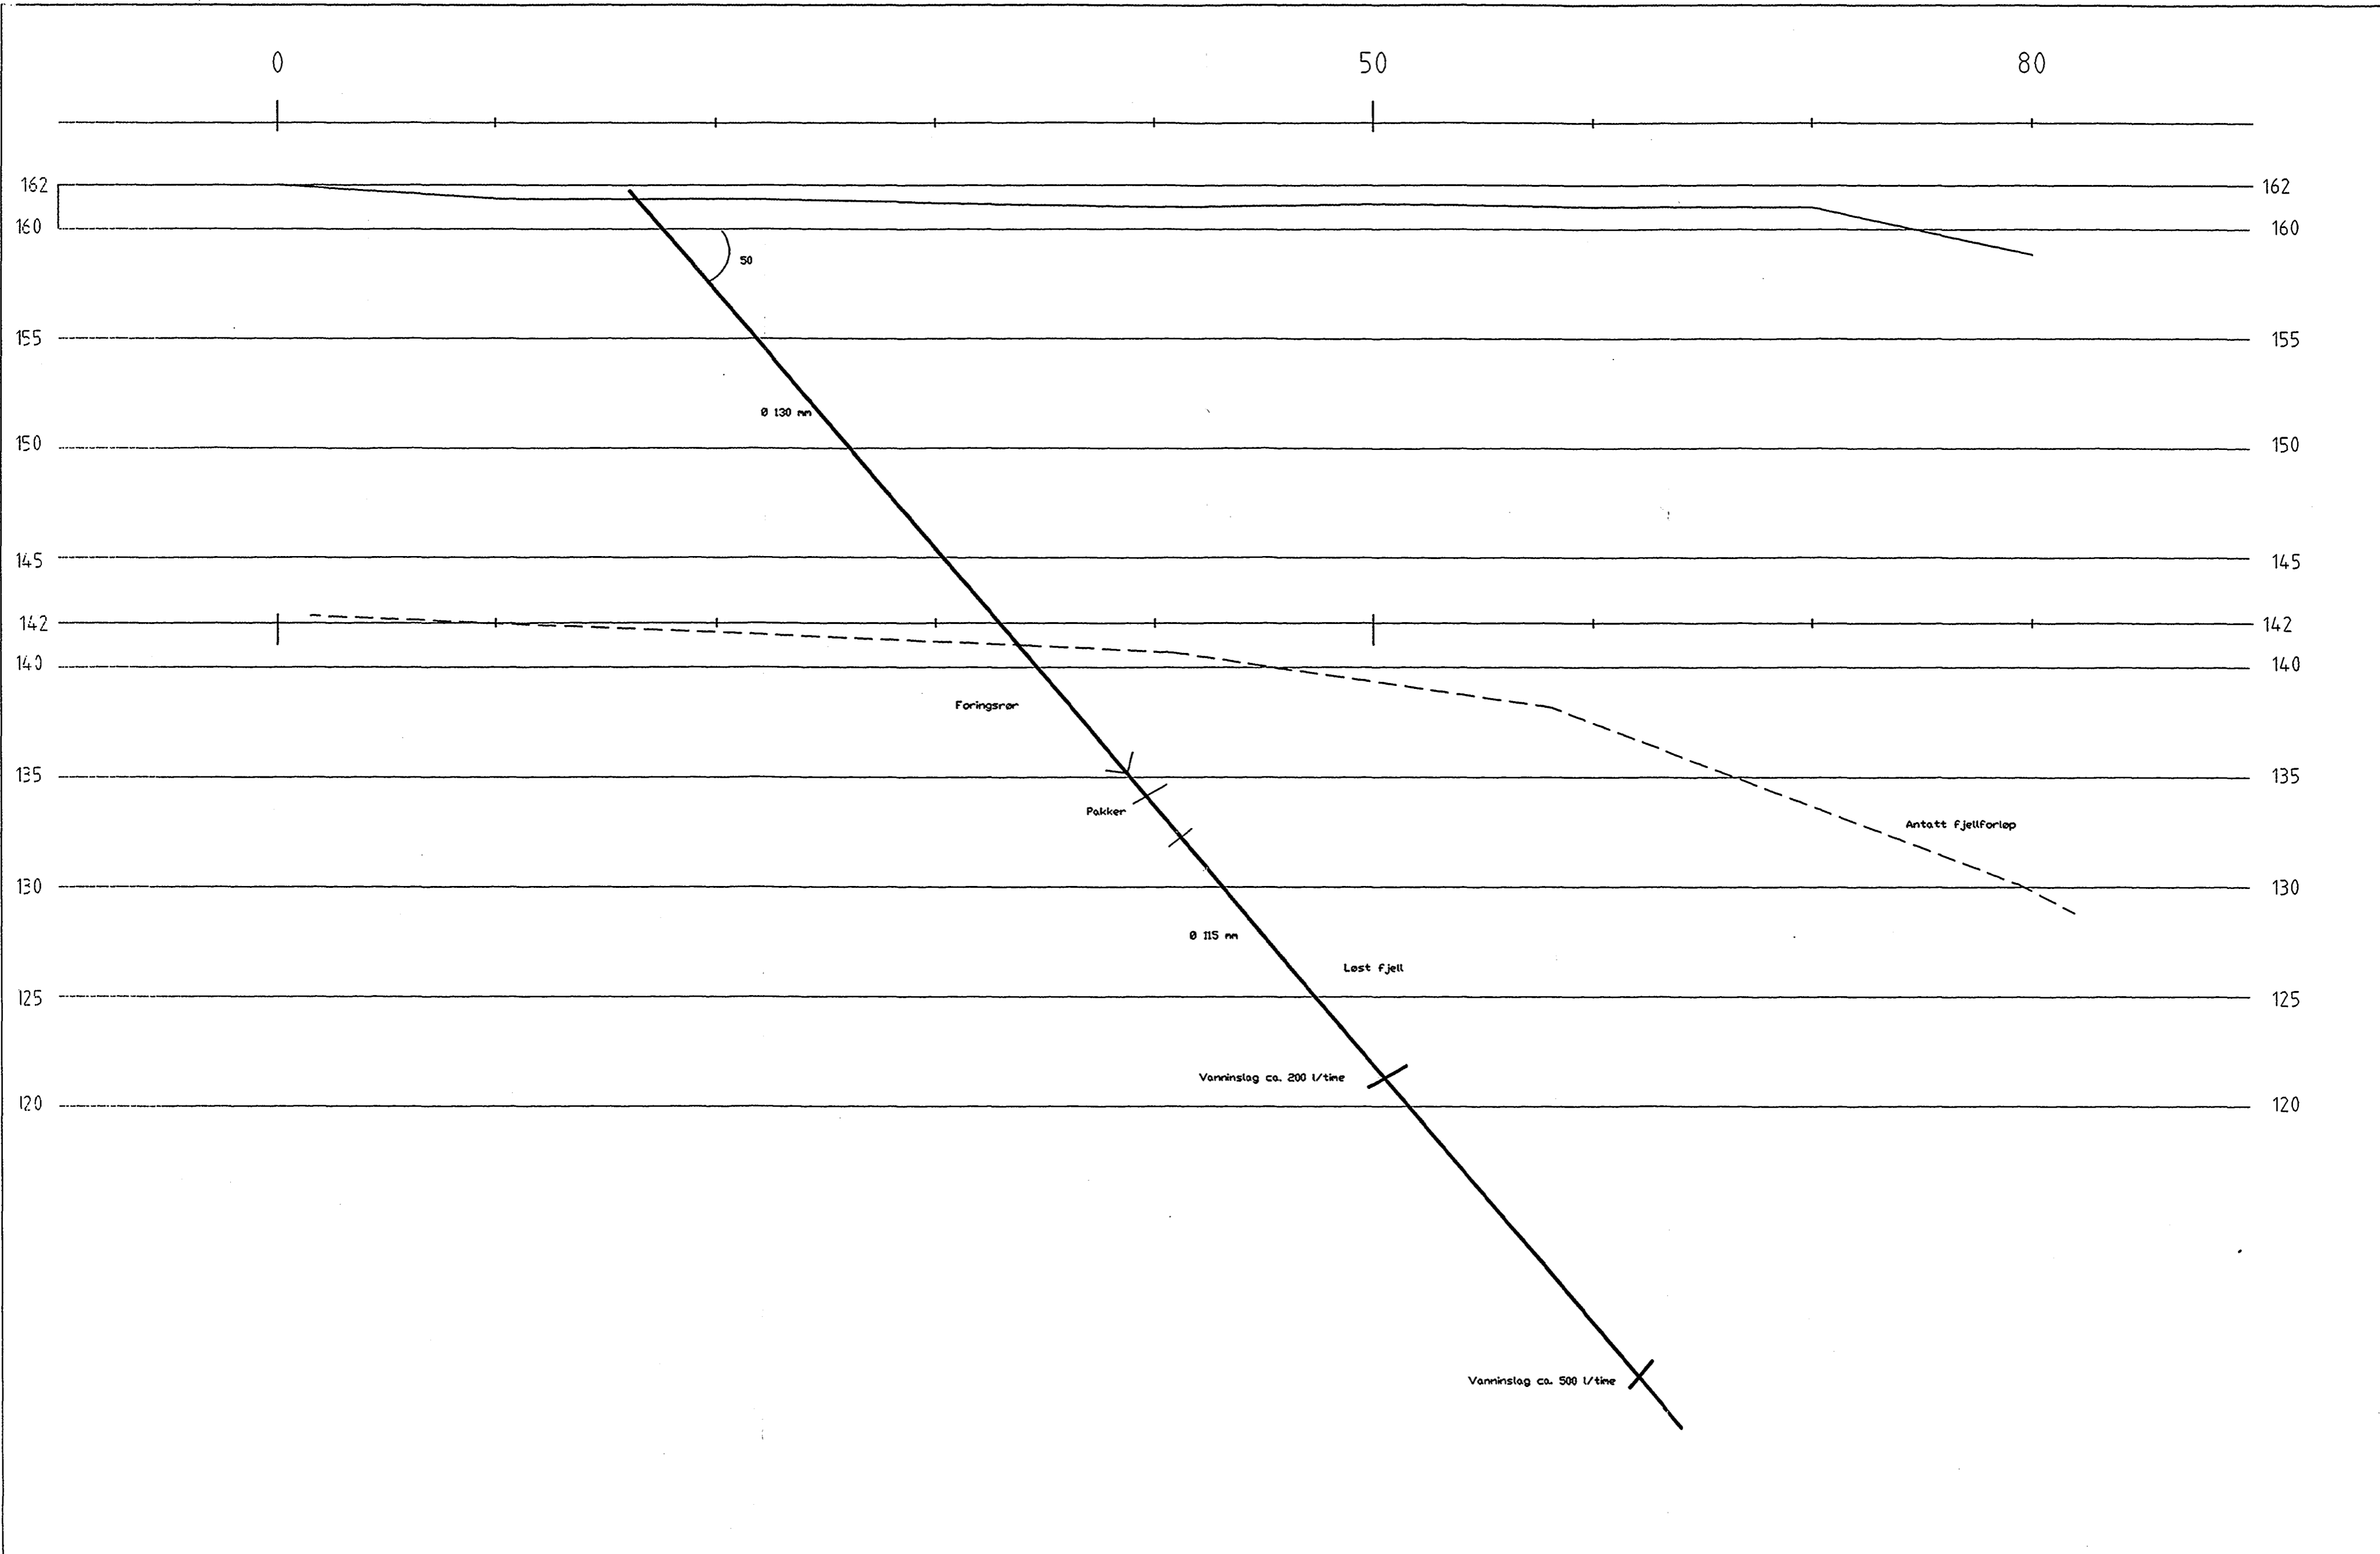 0 50 80
162 162
160 160
50
155 155
Ø 130 mm
150 150
145 145
142 142
140 140
Foringsrør
135 135
Pakker
Antatt fjellforløp
130 130
Ø 115 mm
Løst fjell
125 125
Vanninslag ca. 200 l/time
120 120
Vanninslag ca. 500 l/time